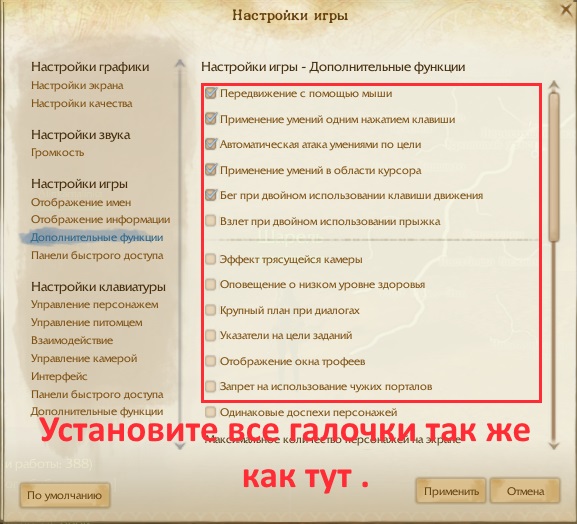 Настройки игры
Настройки графики
Настройки экрана
Настройки качества
Настройки звука
Громкость
Настройки игры
Отображение имен
Отображение информации
Дополнительные функции
Панели быстрого доступа
Настройки клавиатуры
Управление персонажем
Управление питомцем
Взаимодействие
Управление камерой
Интерфейс
Панели быстрого доступа
Дополнительные функции
Настройки игры - Дополнительные функции
Передвижение с помощью мыши
Применение умений одним нажатием клавиши
Автоматическая атака умениями по цели
Применение умений в области курсора
Бег при двойном использовании клавиши движения
Взлет при двойном использовании прыжка
Эффект трясущейся камеры
Оповещение о низком уровне здоровья
Крупный план при диалогах
Указатели на цели заданий
Отображение окна трофеев
Запрет на использование чужих порталов
Одинаковые доспехи персонажей
Максимальное количество персонажей на экране
Установите все галочки так же
как тут .
и работы: 388)
По умолчанию
Применить
Отмена